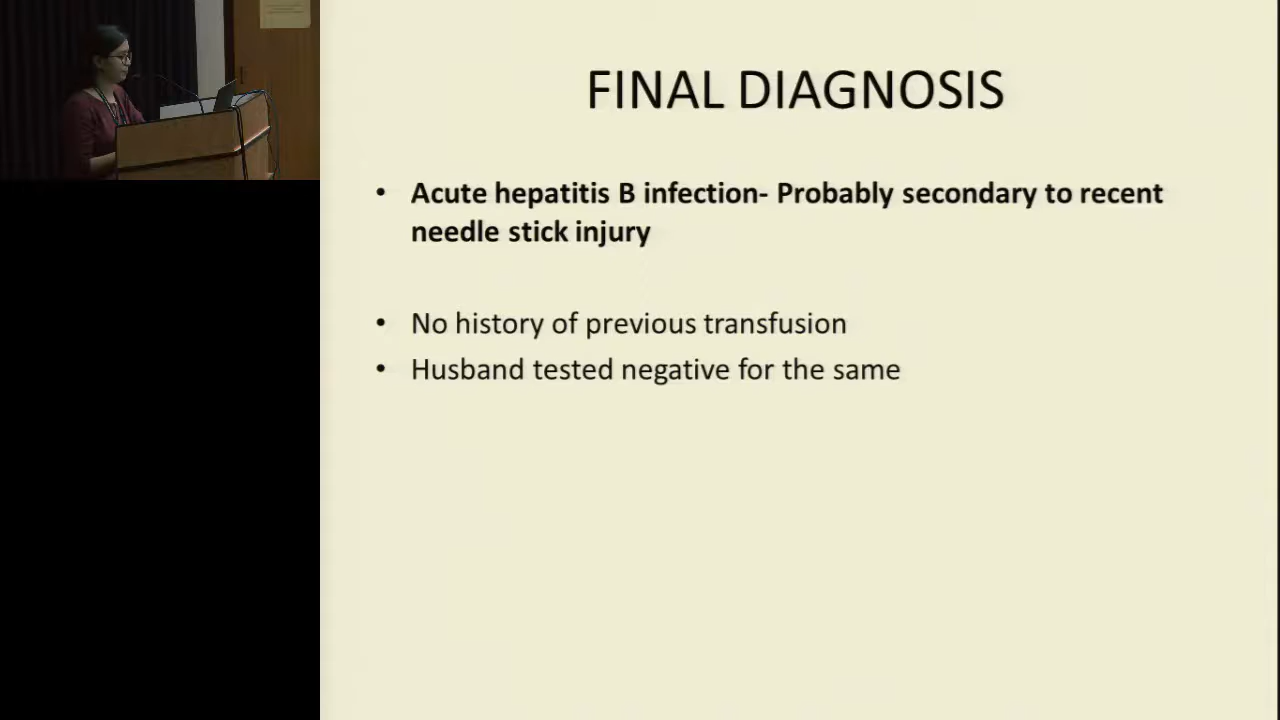 FINAL DIAGNOSIS
• Acute hepatitis B infection- Probably secondary to recent
needle stick injury
• No history of previous transfusion
• Husband tested negative for the same